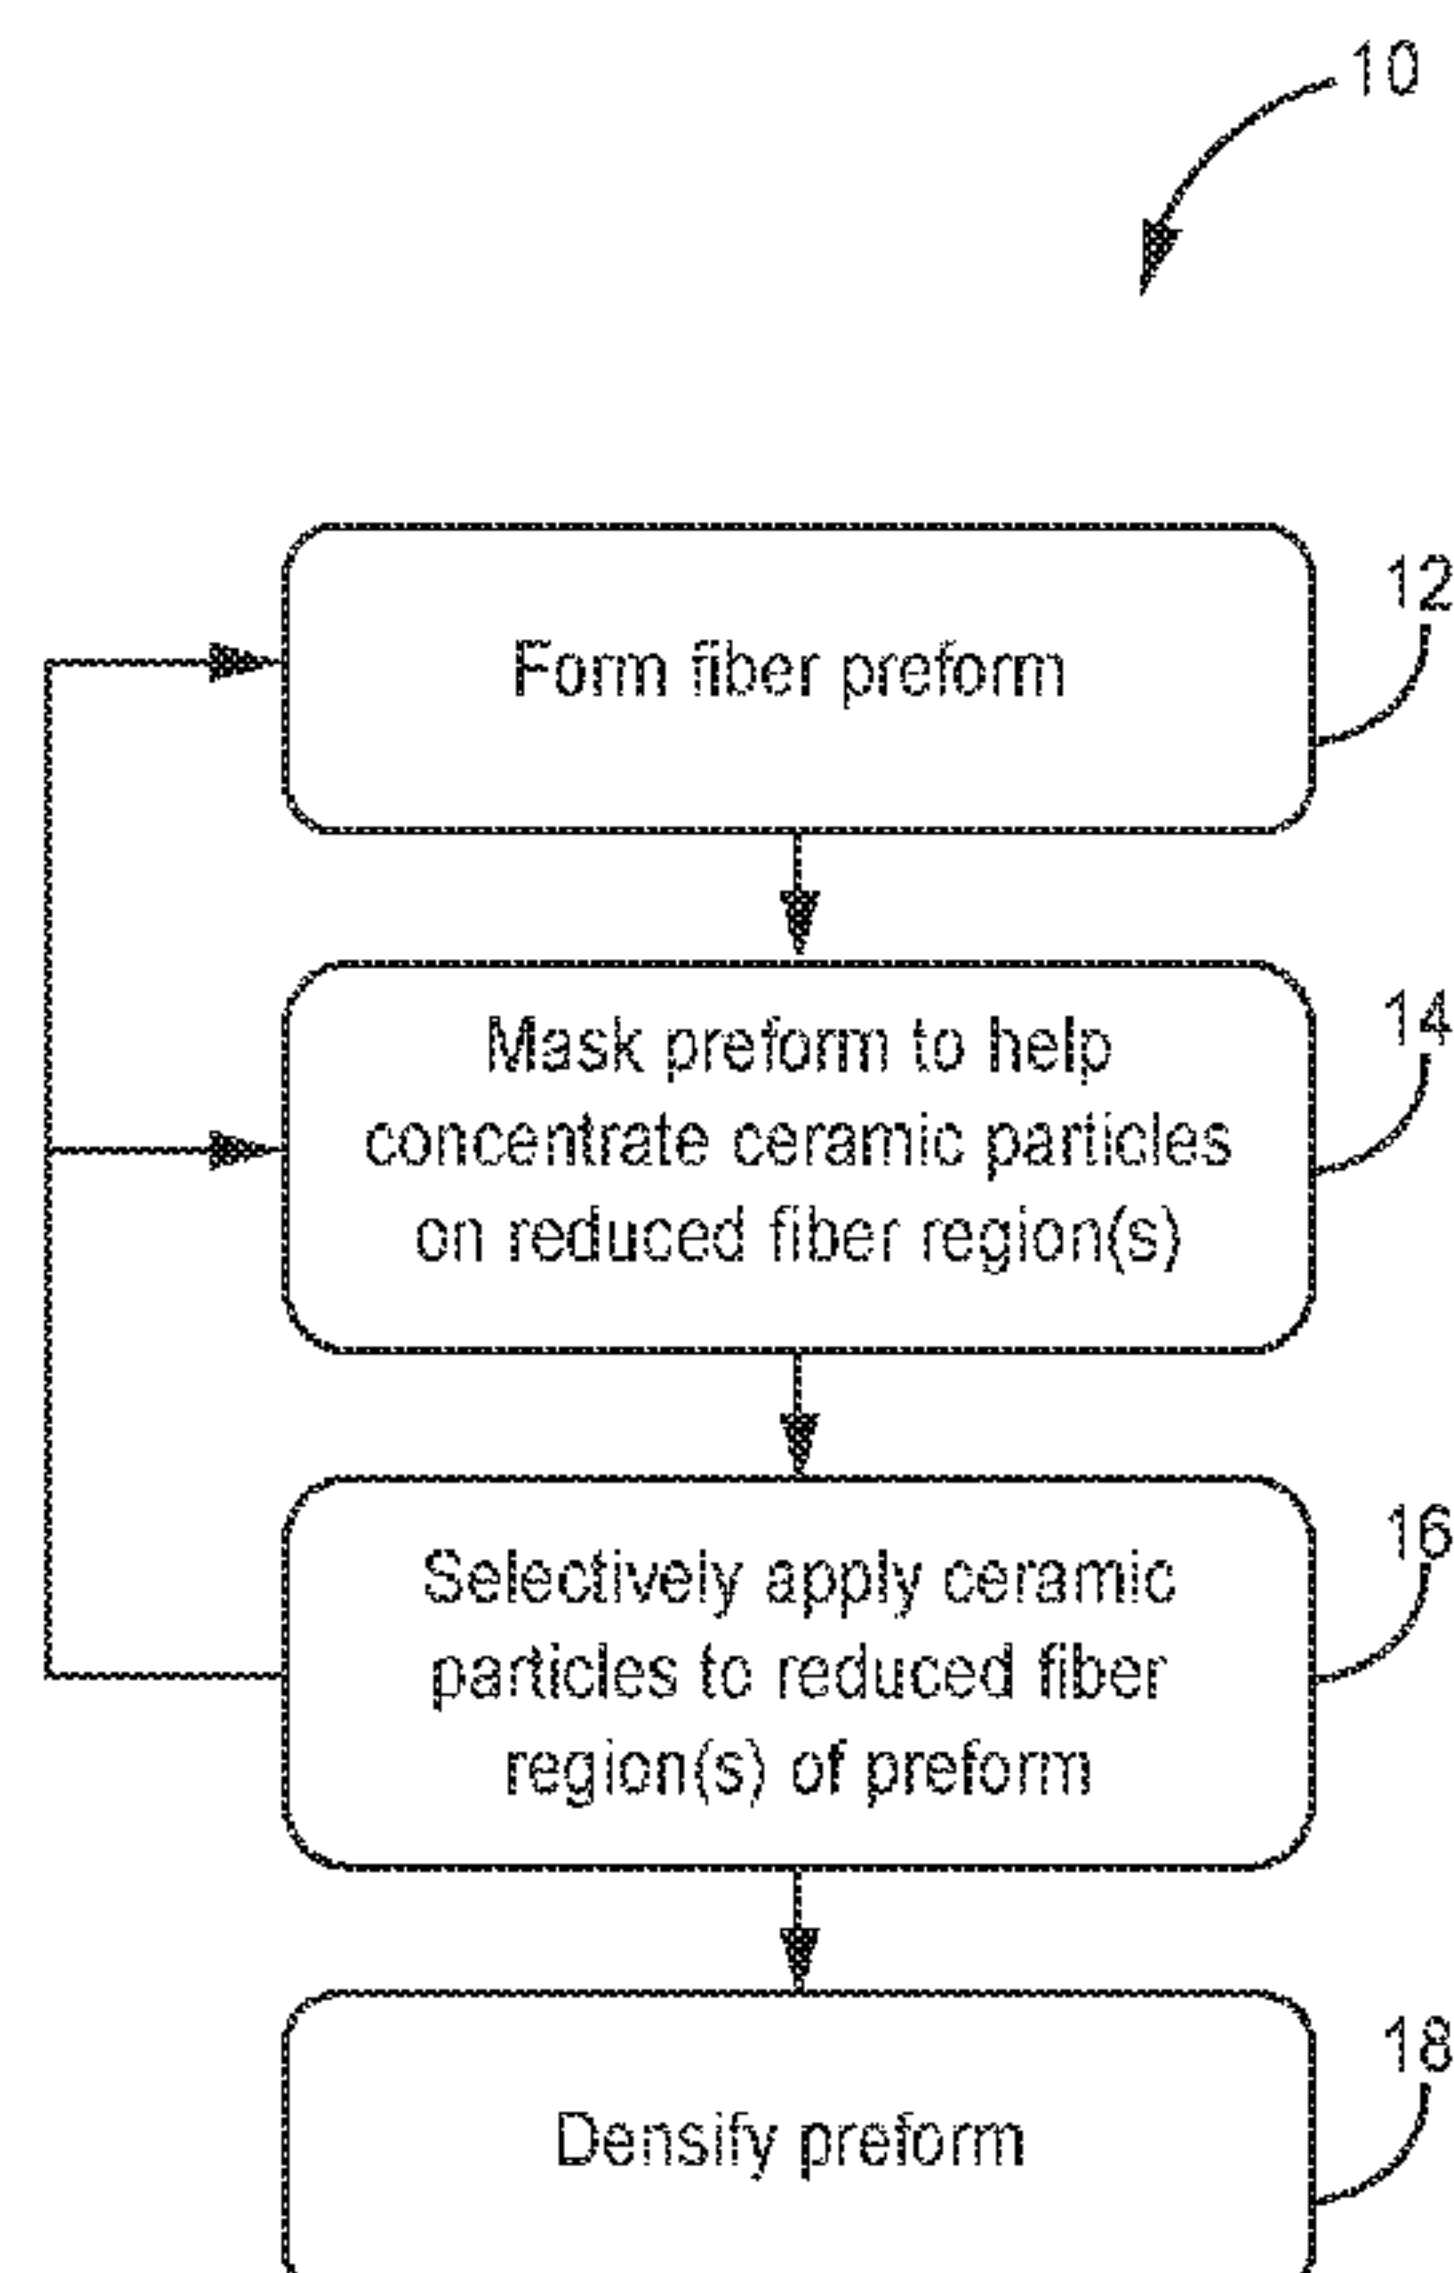 10
Form fiber preform
12
Mask preform to help
concentrate ceramic particles
on reduced fiber region(s)
14
Selectively apply ceramic
particles to reduced fiber
region(s) of preform
16
Densify preform
18